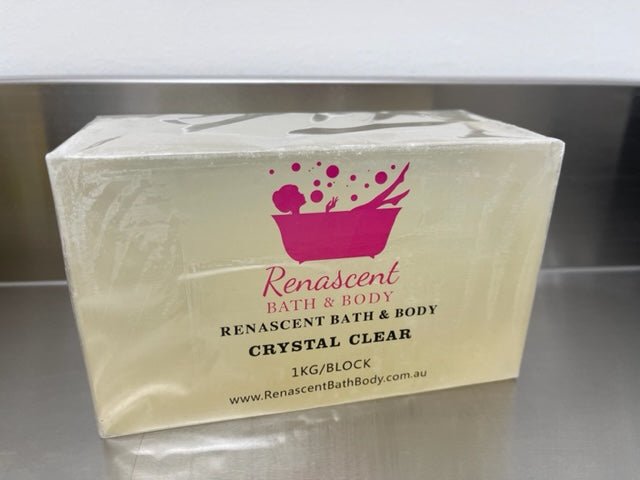 Renascent
BATH & BODY
RENASCENT BATH & BODY
CRYSTAL CLEAR
1KG/BLOCK
www.RenascentBathBody.com.au